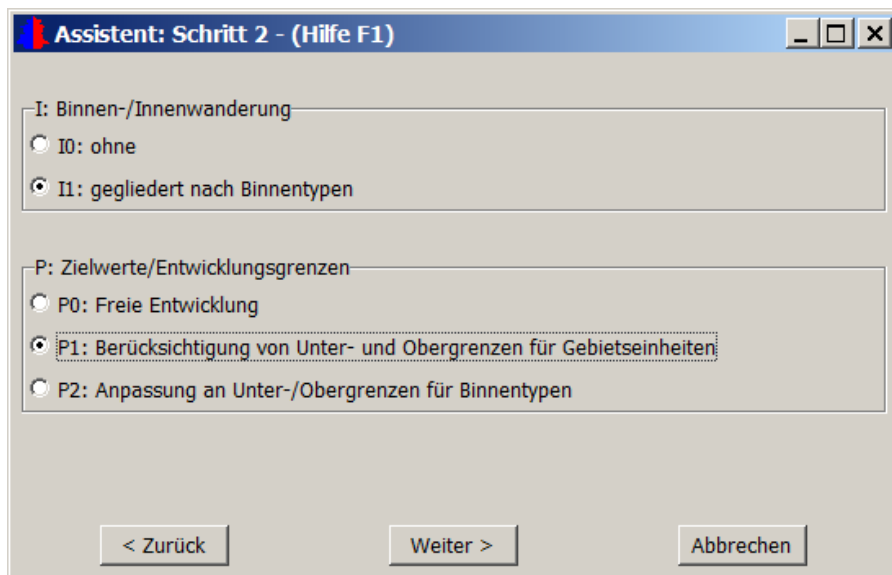 Assistent: Schritt 2 - (Hilfe F1)
I: Binnen-/Innenwanderung
I0: ohne
I1: gegliedert nach Binnentypen
P: Zielwerte/Entwicklungsgrenzen
P0: Freie Entwicklung
P1: Berücksichtigung von Unter- und Obergrenzen für Gebietseinheiten
P2: Anpassung an Unter-/Obergrenzen für Binnentypen
< Zurück Weiter > Abbrechen